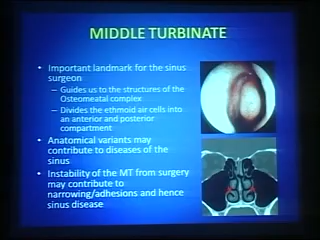 MIDDLE TURBINATE
• Important landmark for the sinus
surgeon
– Guides us to the structures of the
Osteomeatal complex
– Divides the ethmoid air cells into
an anterior and posterior
compartment
• Anatomical variants may
contribute to diseases of the
sinus
• Instability of the MT from surgery
may contribute to
narrowing/adhesions and hence
sinus disease